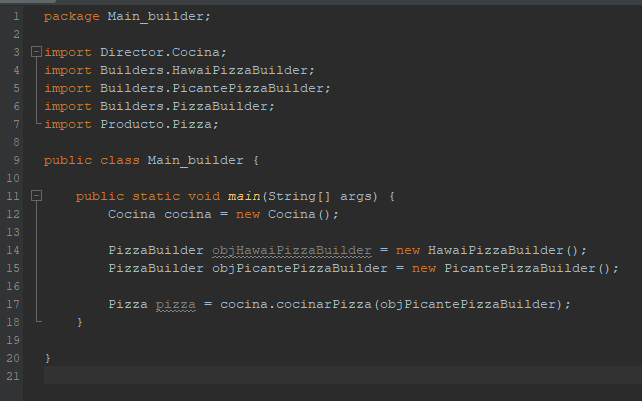 1 package Main_builder;
2
3 import Director.Cocina;
4 import Builders.HawaiPizzaBuilder;
5 import Builders.PicantePizzaBuilder;
6 import Builders.PizzaBuilder;
7 import Producto.Pizza;
8
9 public class Main_builder {
10
11     public static void main(String[] args) {
12         Cocina cocina = new Cocina();
13
14         PizzaBuilder objHawaiPizzaBuilder = new HawaiPizzaBuilder();
15         PizzaBuilder objPicantePizzaBuilder = new PicantePizzaBuilder();
16
17         Pizza pizza = cocina.cocinarPizza(objPicantePizzaBuilder);
18     }
19
20 }
21